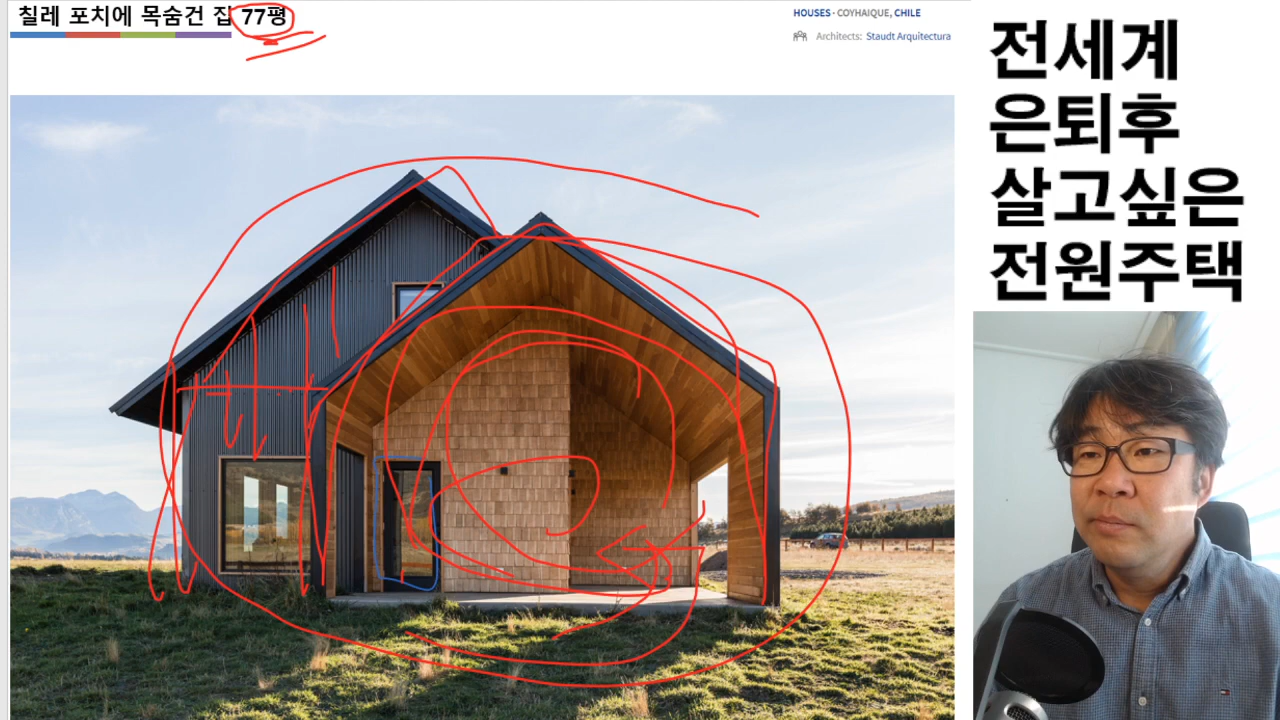 칠레 포치에 목숨건 집 77평
HOUSES · COYHAIQUE, CHILE
Architects: Staudt Arquitectura
전세계
은퇴후
살고싶은
전원주택